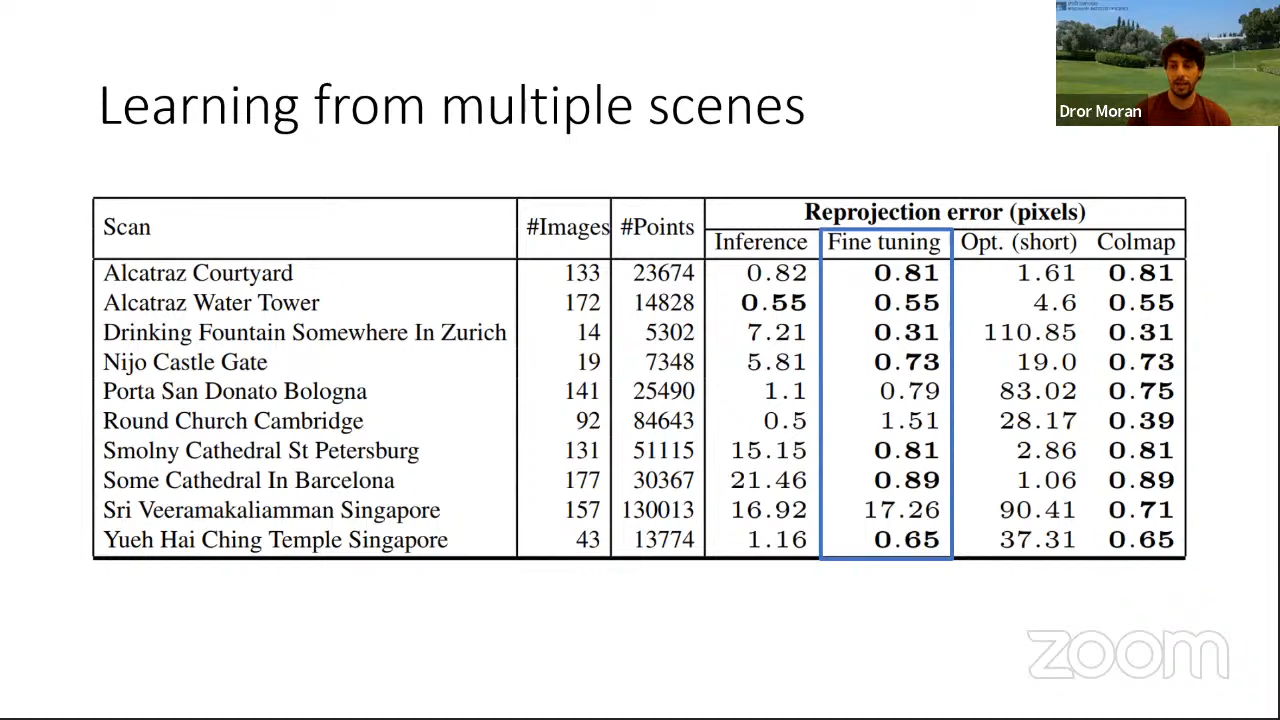 Learning from multiple scenes
Dror Moran
Scan #Images #Points Reprojection error (pixels)
Inference Fine tuning Opt. (short) Colmap
Alcatraz Courtyard 133 23674 0.82 0.81 1.61 0.81
Alcatraz Water Tower 172 14828 0.55 0.55 4.6 0.55
Drinking Fountain Somewhere In Zurich 14 5302 7.21 0.31 110.85 0.31
Nijo Castle Gate 19 7348 5.81 0.73 19.0 0.73
Porta San Donato Bologna 141 25490 1.1 0.79 83.02 0.75
Round Church Cambridge 92 84643 0.5 1.51 28.17 0.39
Smolny Cathedral St Petersburg 131 51115 15.15 0.81 2.86 0.81
Some Cathedral In Barcelona 177 30367 21.46 0.89 1.06 0.89
Sri Veeramakaliamman Singapore 157 130013 16.92 17.26 90.41 0.71
Yueh Hai Ching Temple Singapore 43 13774 1.16 0.65 37.31 0.65
zoom